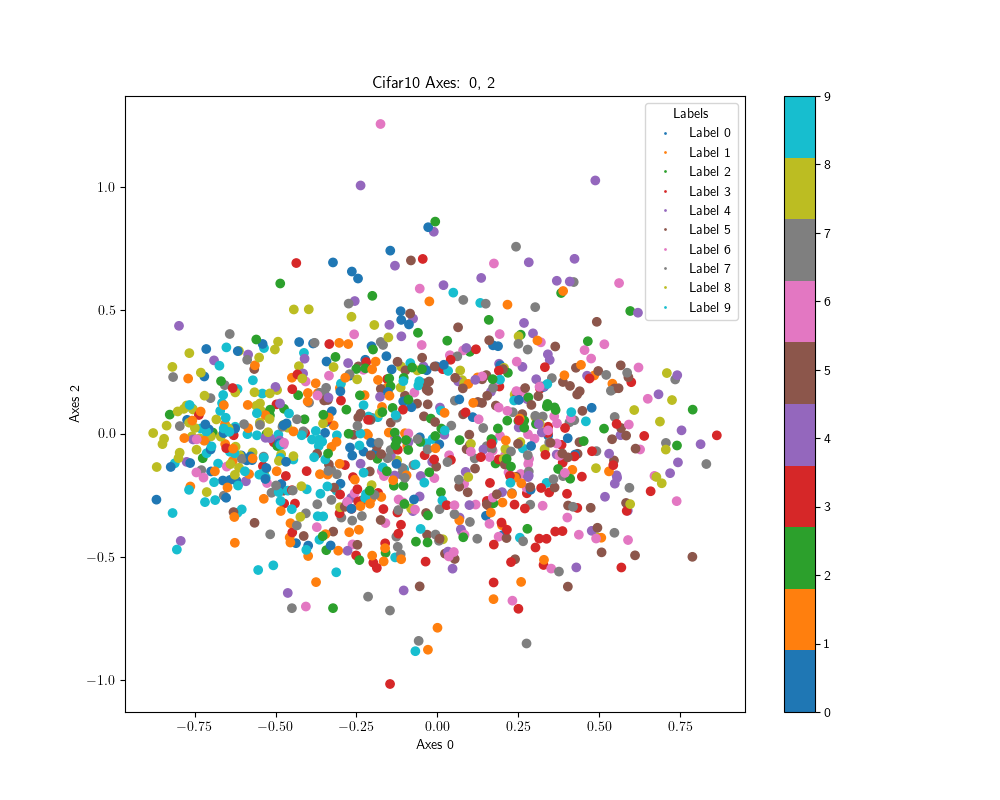 Cifar10 Axes: 0, 2
Labels
Label 0
Label 1
Label 2
Label 3
Label 4
Label 5
Label 6
Label 7
Label 8
Label 9
1.0
0.5
0.0
−0.5
−1.0
Axes 2
−0.75
−0.50
−0.25
0.00
0.25
0.50
0.75
Axes 0
9
8
7
6
5
4
3
2
1
0